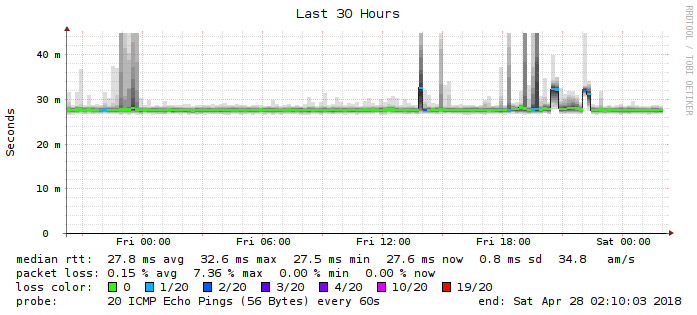 Last 30 Hours
RRDTOOL / TOBI OETIKER
Seconds
40 m
30 m
20 m
10 m
0
Fri 00:00 Fri 06:00 Fri 12:00 Fri 18:00 Sat 00:00
median rtt: 27.8 ms avg 32.6 ms max 27.5 ms min 27.6 ms now 0.8 ms sd 34.8 am/s
packet loss: 0.15 % avg 7.36 % max 0.00 % min 0.00 % now
loss color: 0 1/20 2/20 3/20 4/20 10/20 19/20
probe: 20 ICMP Echo Pings (56 Bytes) every 60s end: Sat Apr 28 02:10:03 2018